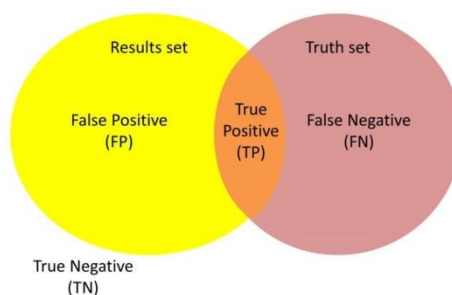 Results set
Truth set
False Positive
(FP)
True
Positive
(TP)
False Negative
(FN)
True Negative
(TN)